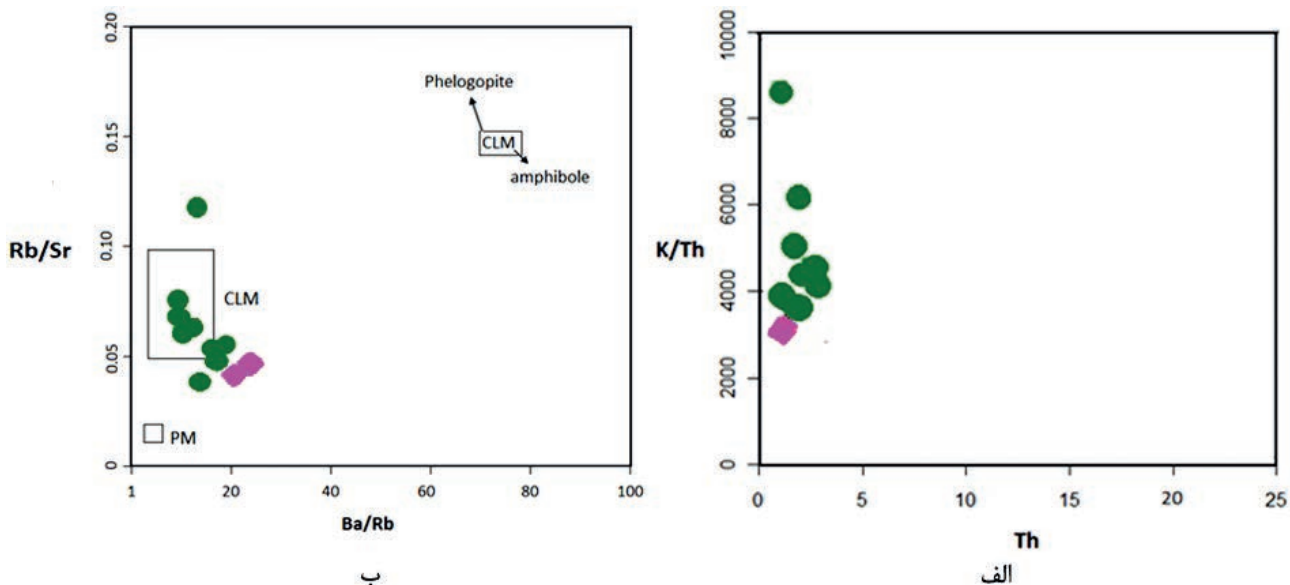 Rb/Sr
0.20
0.15
0.10
0.05
0
Phelogopite
CLM
amphibole
CLM
PM
1 20 40 60 80 100
Ba/Rb
ب
K/Th
10000
8000
6000
4000
2000
0
0 5 10 15 20 25
Th
الف